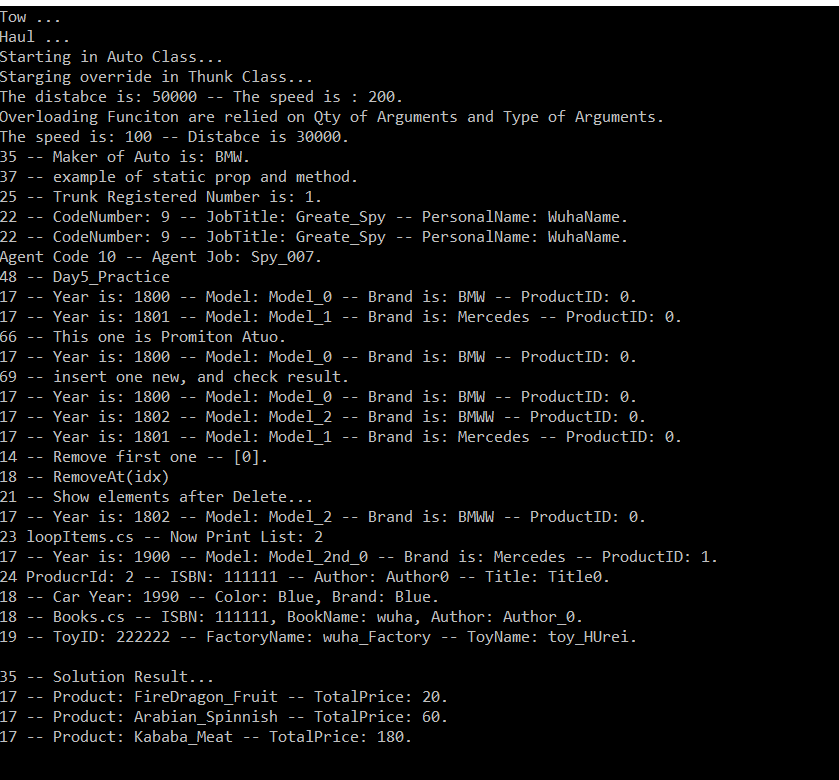 Tow ...
Haul ...
Starting in Auto Class...
Starging override in Thunk Class...
The distabce is: 50000 -- The speed is : 200.
Overloading Funciton are relied on Qty of Arguments and Type of Arguments.
The speed is: 100 -- Distabce is 30000.
35 -- Maker of Auto is: BMW.
37 -- example of static prop and method.
25 -- Trunk Registered Number is: 1.
22 -- CodeNumber: 9 -- JobTitle: Greate_Spy -- PersonalName: WuhaName.
22 -- CodeNumber: 9 -- JobTitle: Greate_Spy -- PersonalName: WuhaName.
Agent Code 10 -- Agent Job: Spy_007.
48 -- Day5_Practice
17 -- Year is: 1800 -- Model: Model_0 -- Brand is: BMW -- ProductID: 0.
17 -- Year is: 1801 -- Model: Model_1 -- Brand is: Mercedes -- ProductID: 0.
66 -- This one is Promiton Atuo.
17 -- Year is: 1800 -- Model: Model_0 -- Brand is: BMW -- ProductID: 0.
69 -- insert one new, and check result.
17 -- Year is: 1800 -- Model: Model_0 -- Brand is: BMW -- ProductID: 0.
17 -- Year is: 1802 -- Model: Model_2 -- Brand is: BMWW -- ProductID: 0.
17 -- Year is: 1801 -- Model: Model_1 -- Brand is: Mercedes -- ProductID: 0.
14 -- Remove first one -- [0].
18 -- RemoveAt(idx)
21 -- Show elements after Delete...
17 -- Year is: 1802 -- Model: Model_2 -- Brand is: BMWW -- ProductID: 0.
23 loopItems.cs -- Now Print List: 2
17 -- Year is: 1900 -- Model: Model_2nd_0 -- Brand is: Mercedes -- ProductID: 1.
24 ProducrId: 2 -- ISBN: 111111 -- Author: Author0 -- Title: Title0.
18 -- Car Year: 1990 -- Color: Blue, Brand: Blue.
18 -- Books.cs -- ISBN: 111111, BookName: wuha, Author: Author_0.
19 -- ToyID: 222222 -- FactoryName: wuha_Factory -- ToyName: toy_HUrei.
35 -- Solution Result...
17 -- Product: FireDragon_Fruit -- TotalPrice: 20.
17 -- Product: Arabian_Spinnish -- TotalPrice: 60.
17 -- Product: Kababa_Meat -- TotalPrice: 180.